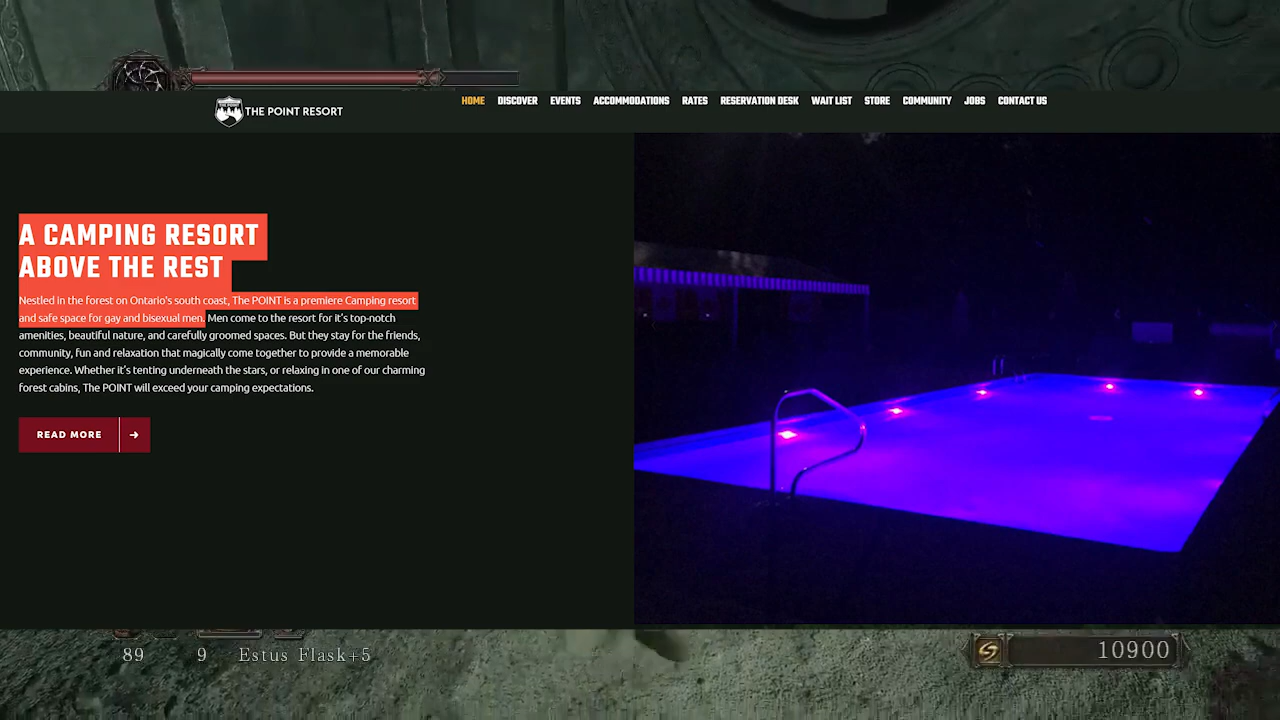 THE POINT RESORT
HOME DISCOVER EVENTS ACCOMMODATIONS RATES RESERVATION DESK WAIT LIST STORE COMMUNITY JOBS CONTACT US
A CAMPING RESORT
ABOVE THE REST
Nestled in the forest on Ontario's south coast, The POINT is a premiere Camping resort
and safe space for gay and bisexual men. Men come to the resort for it's top-notch
amenities, beautiful nature, and carefully groomed spaces. But they stay for the friends,
community, fun and relaxation that magically come together to provide a memorable
experience. Whether it's tenting underneath the stars, or relaxing in one of our charming
forest cabins, The POINT will exceed your camping expectations.
READ MORE →
89 9 Estus Flask+5
10900